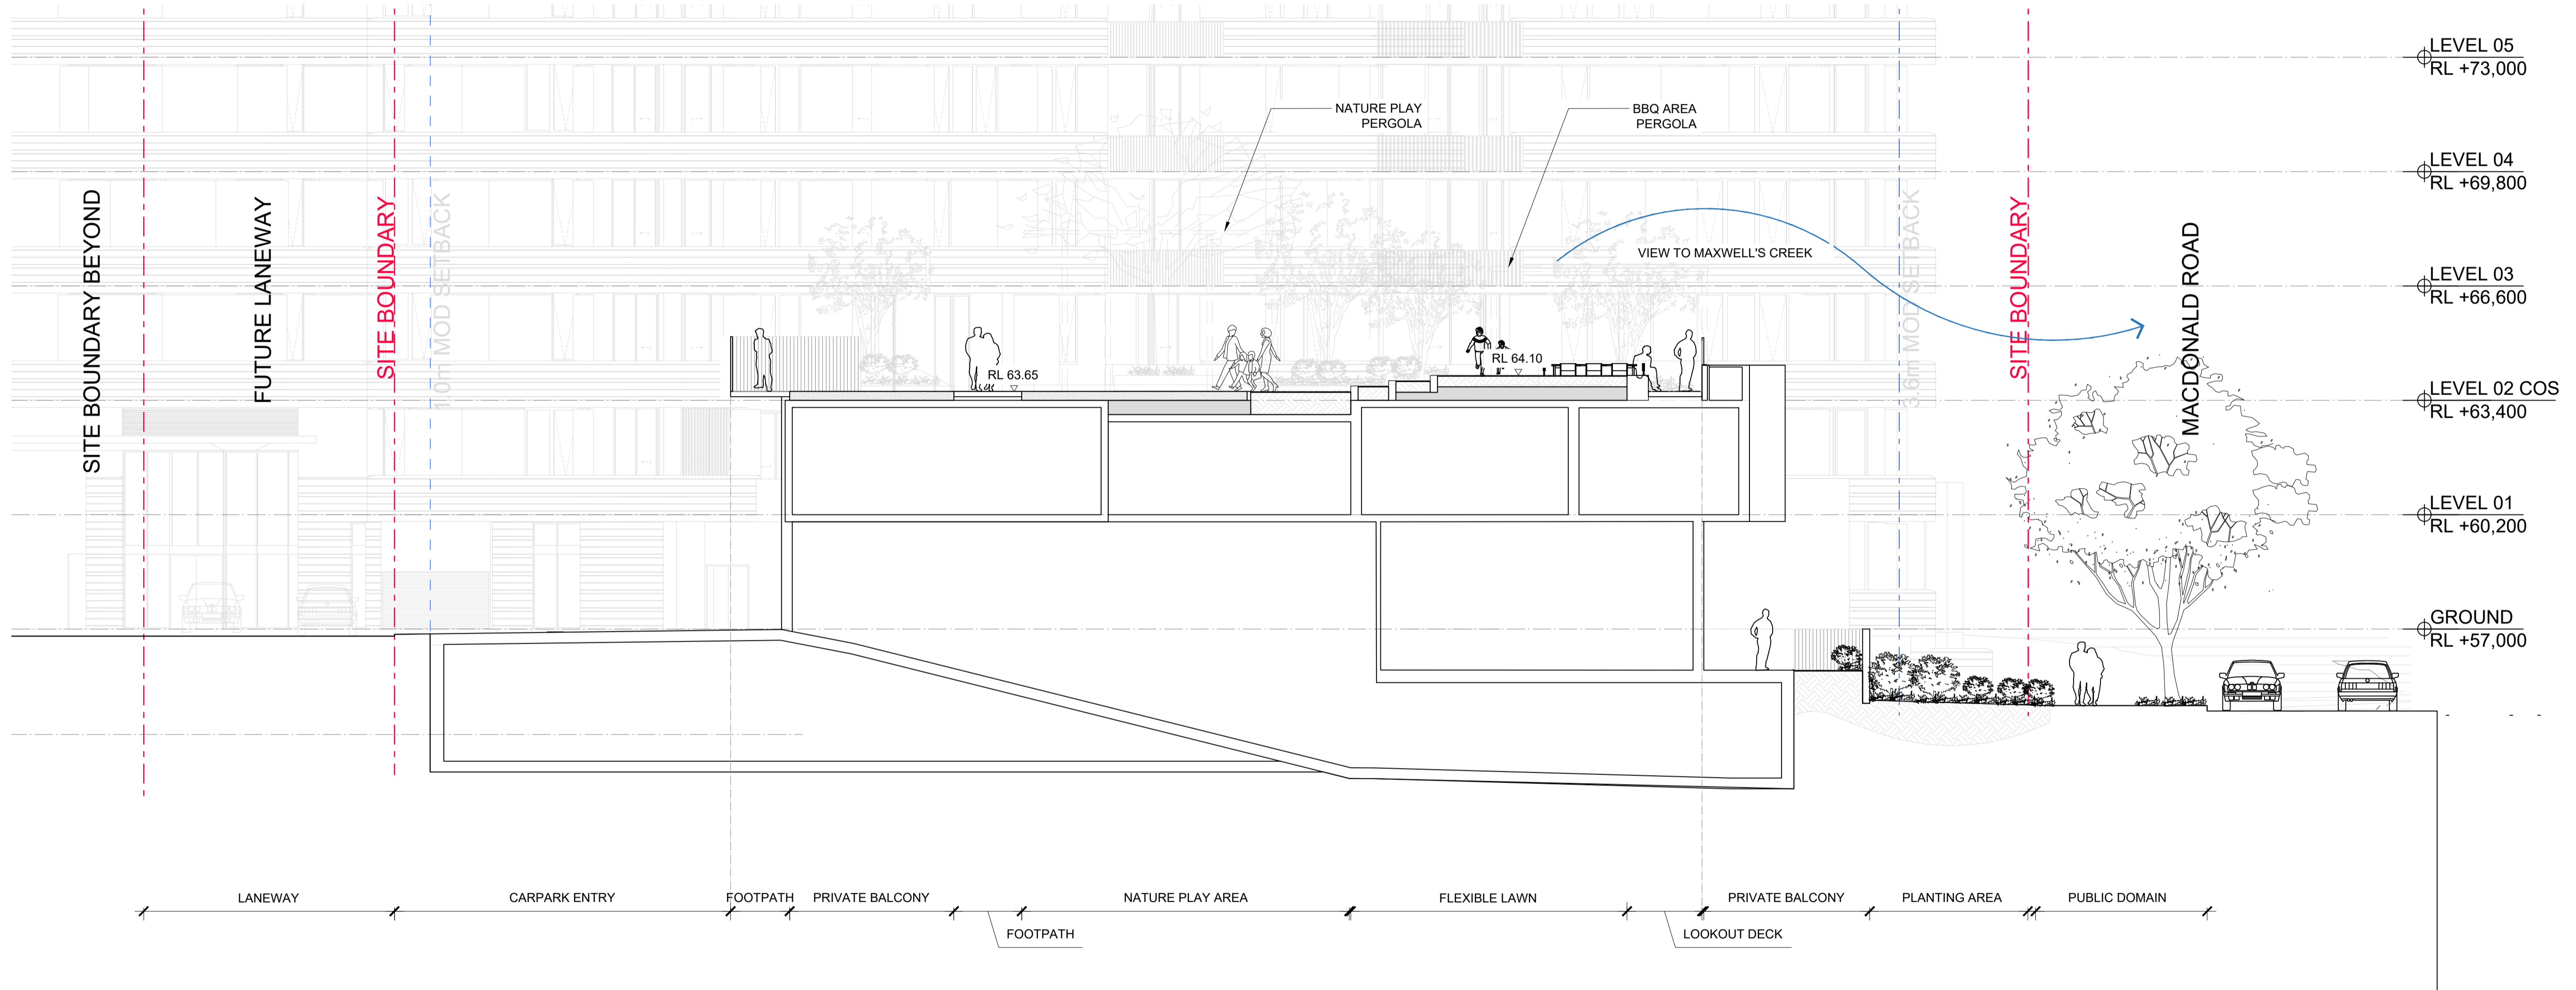 LEVEL 05
RL +73,000
NATURE PLAY
PERGOLA
BBQ AREA
PERGOLA
LEVEL 04
RL +69,800
SITE BOUNDARY BEYOND
FUTURE LANEWAY
SITE BOUNDARY
1.0m MOD SETBACK
VIEW TO MAXWELL'S CREEK
3.6m MOD SETBACK
SITE BOUNDARY
MACDONALD ROAD
LEVEL 03
RL +66,600
RL 63.65
RL 64.10
LEVEL 02 COS
RL +63,400
LEVEL 01
RL +60,200
GROUND
RL +57,000
LANEWAY
CARPARK ENTRY
FOOTPATH
PRIVATE BALCONY
NATURE PLAY AREA
FLEXIBLE LAWN
PRIVATE BALCONY
PLANTING AREA
PUBLIC DOMAIN
FOOTPATH
LOOKOUT DECK